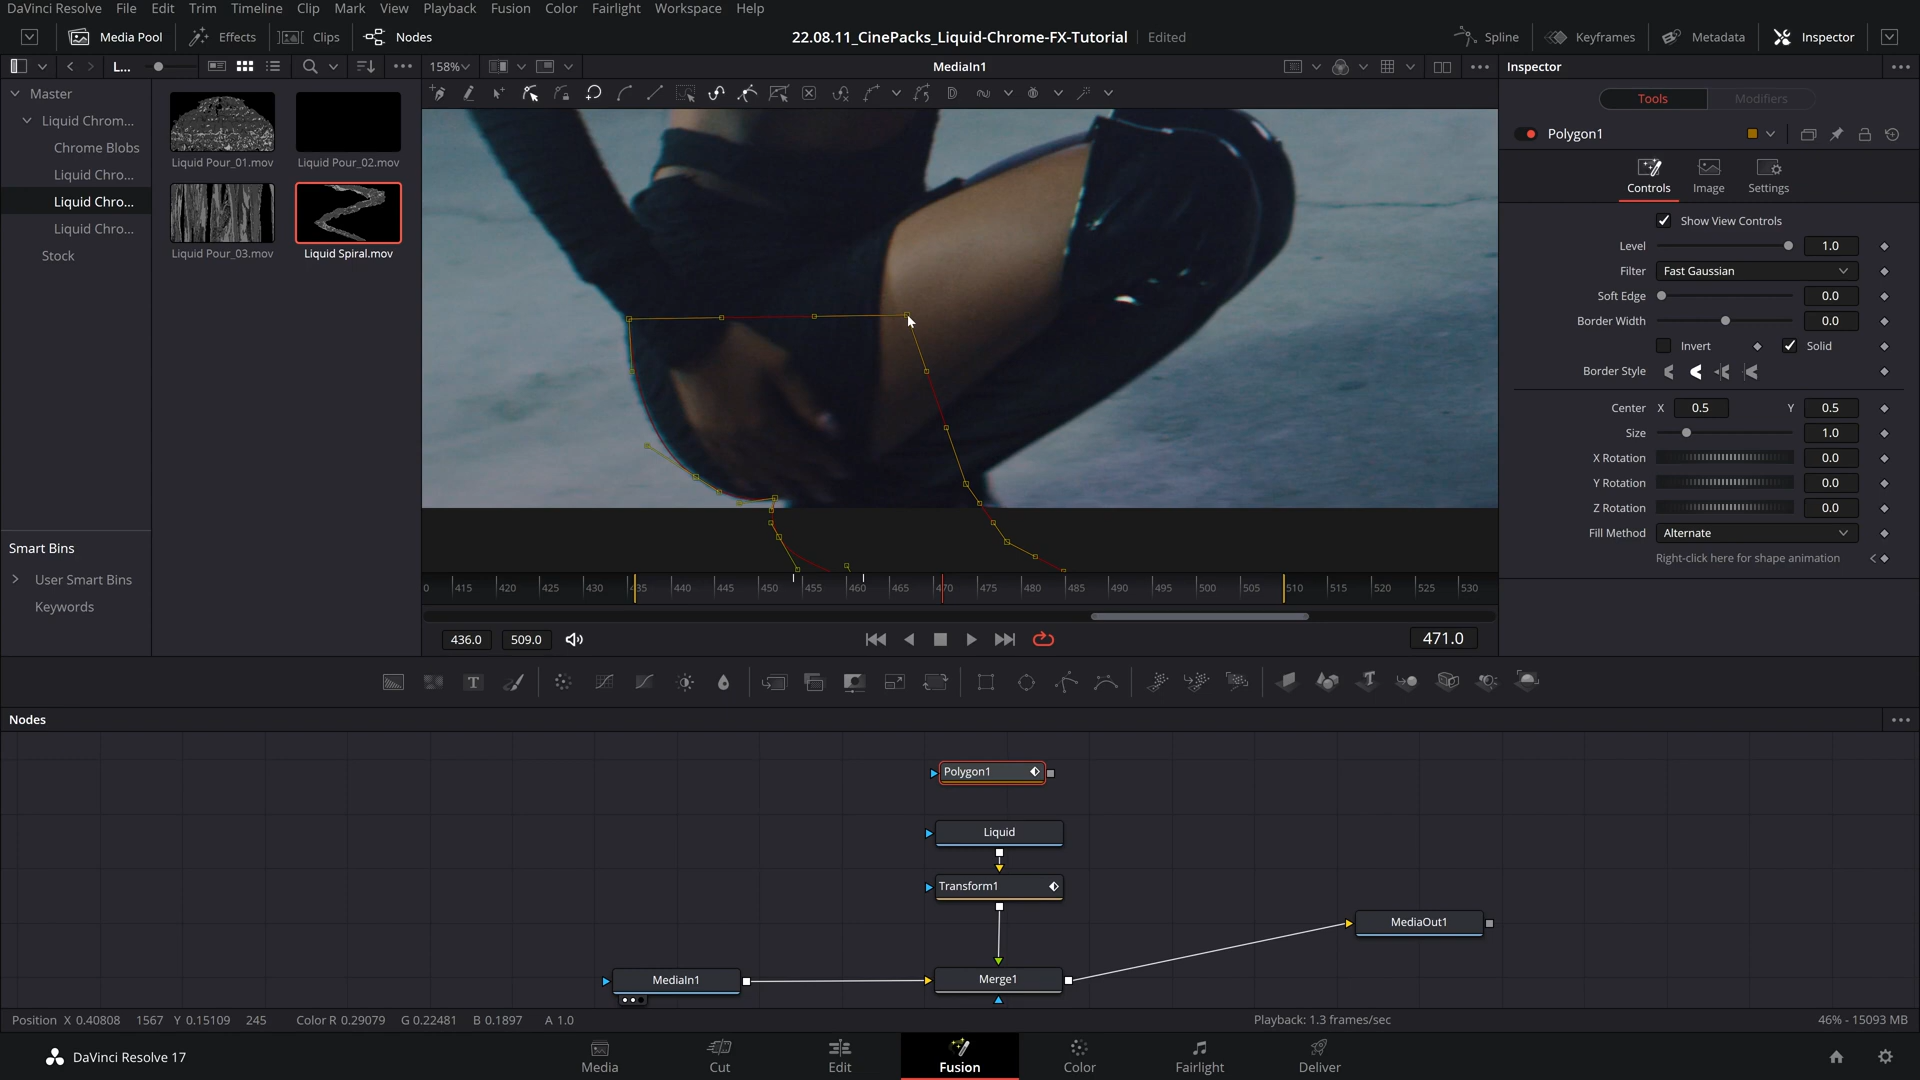 DaVinci Resolve File Edit Trim Timeline Clip Mark View Playback Fusion Color Fairlight Workspace Help
Media Pool Effects Clips Nodes 22.08.11_CinePacks_Liquid-Chrome-FX-Tutorial Edited Spline Keyframes Metadata Inspector
L... 158% MediaIn1 Inspector
Master
Liquid Chrom...
Chrome Blobs
Liquid Chro...
Liquid Chro...
Liquid Chro...
Stock
Smart Bins
User Smart Bins
Keywords
Liquid Pour_01.mov Liquid Pour_02.mov
Liquid Pour_03.mov Liquid Spiral.mov
0 415 420 425 430 435 440 445 450 455 460 465 470 475 480 485 490 495 500 505 510 515 520 525 530
436.0 509.0 471.0
Tools Modifiers
Polygon1
Controls Image Settings
Show View Controls
Level 1.0
Filter Fast Gaussian
Soft Edge 0.0
Border Width 0.0
Invert Solid
Border Style
Center X 0.5 Y 0.5
Size 1.0
X Rotation 0.0
Y Rotation 0.0
Z Rotation 0.0
Fill Method Alternate
Right-click here for shape animation
T
Nodes
Polygon1
Liquid
Transform1
MediaOut1
MediaIn1 Merge1
Position X 0.40808 1567 Y 0.15109 245 Color R 0.29079 G 0.22481 B 0.1897 A 1.0 Playback: 1.3 frames/sec 46% - 15093 MB
DaVinci Resolve 17 Media Cut Edit Fusion Color Fairlight Deliver